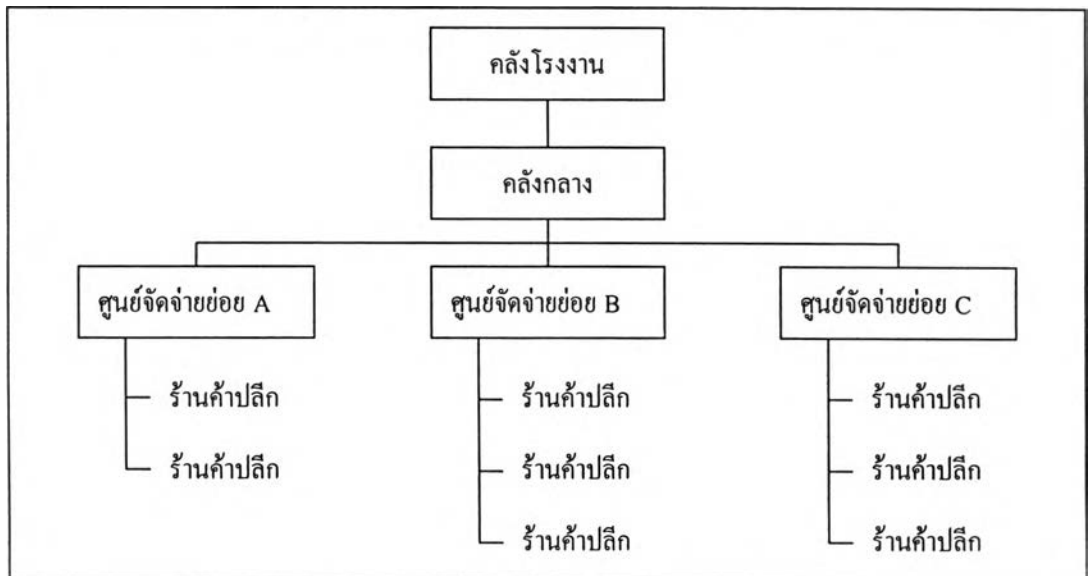 คลังโรงงาน
คลังกลาง
ศูนย์จัดจ่ายย่อย A
ศูนย์จัดจ่ายย่อย B
ศูนย์จัดจ่ายย่อย C
ร้านค้าปลีก
ร้านค้าปลีก
ร้านค้าปลีก
ร้านค้าปลีก
ร้านค้าปลีก
ร้านค้าปลีก
ร้านค้าปลีก
ร้านค้าปลีก